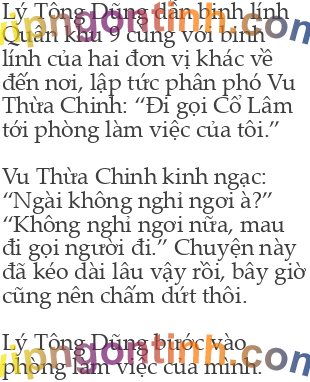 Lý Tông Dũng dẫn binh lính
Quân khu 9 cùng với binh
lính của hai đơn vị khác về
đến nơi, lập tức phân phó Vu
Thừa Chinh: “Đi gọi Cổ Lâm
tới phòng làm việc của tôi.”
Vu Thừa Chinh kinh ngạc:
“Ngài không nghỉ ngơi à?”
“Không nghỉ ngơi nữa, mau
đi gọi người đi.” Chuyện này
đã kéo dài lâu vậy rồi, bây giờ
cũng nên chấm dứt thôi.
Lý Tông Dũng bước vào
phòng làm việc của mình.
vipngontinh.com
vipngontinh.com